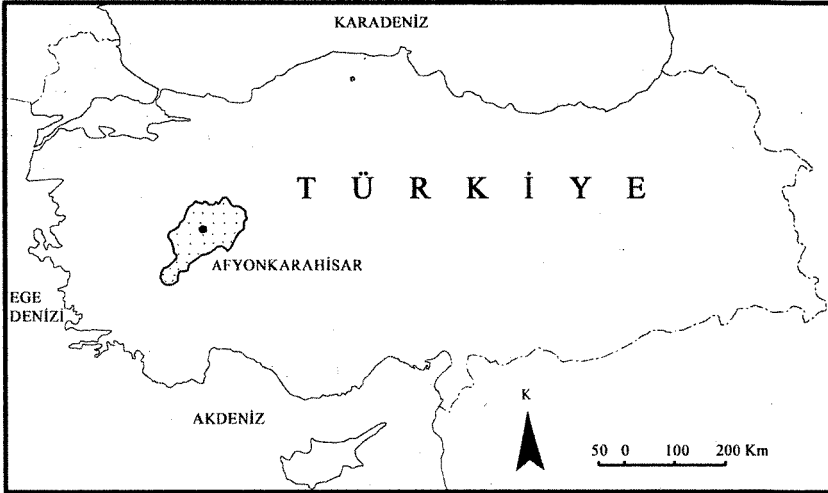 KARADENİZ
T Ü R K İ Y E
AFYONKARAHİSAR
EGE
DENİZİ
AKDENİZ
K
50 0 100 200 Km